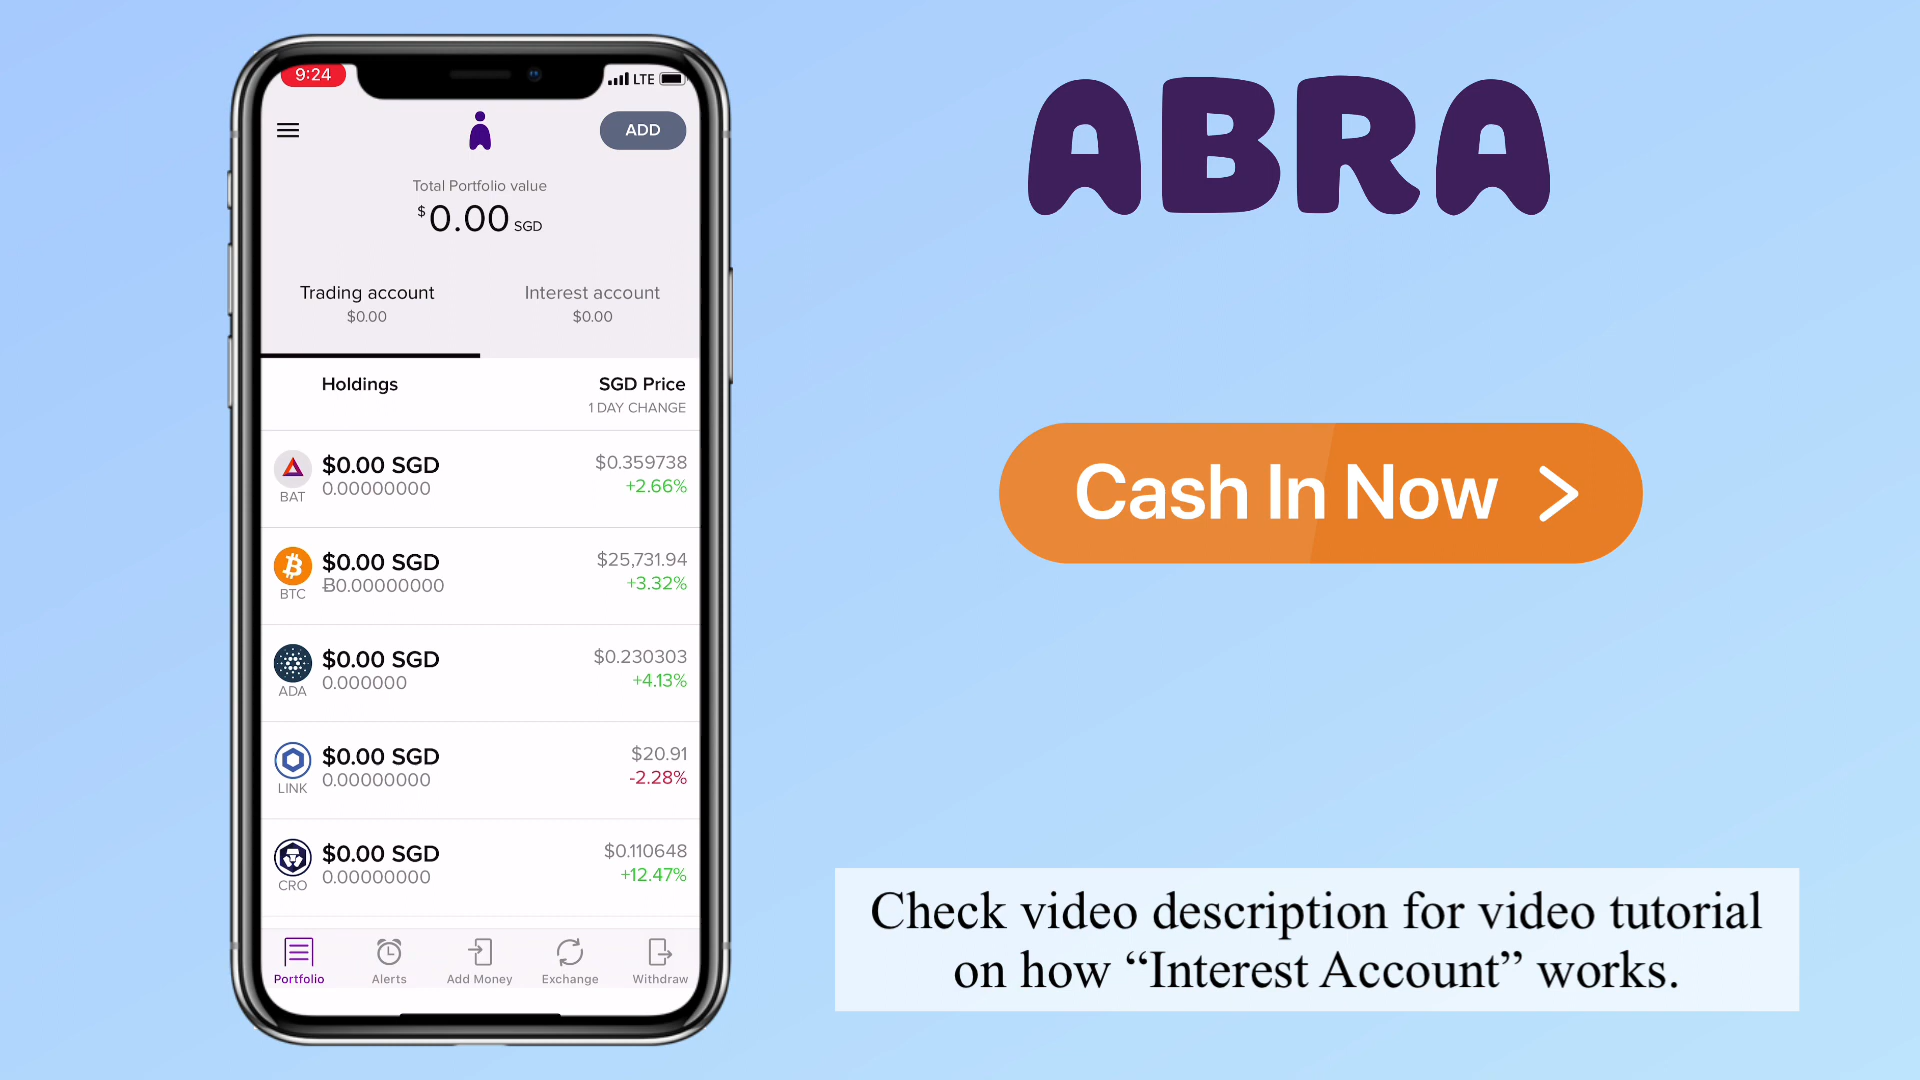 9:24
LTE
ADD
Total Portfolio value
$0.00 SGD
Trading account
$0.00
Interest account
$0.00
Holdings
SGD Price
1 DAY CHANGE
BAT
$0.00 SGD
0.00000000
$0.359738
+2.66%
BTC
$0.00 SGD
Ƀ0.00000000
$25,731.94
+3.32%
ADA
$0.00 SGD
0.000000
$0.230303
+4.13%
LINK
$0.00 SGD
0.00000000
$20.91
-2.28%
CRO
$0.00 SGD
0.00000000
$0.110648
+12.47%
Portfolio
Alerts
Add Money
Exchange
Withdraw
ABRA
Cash In Now >
Check video description for video tutorial
on how “Interest Account” works.